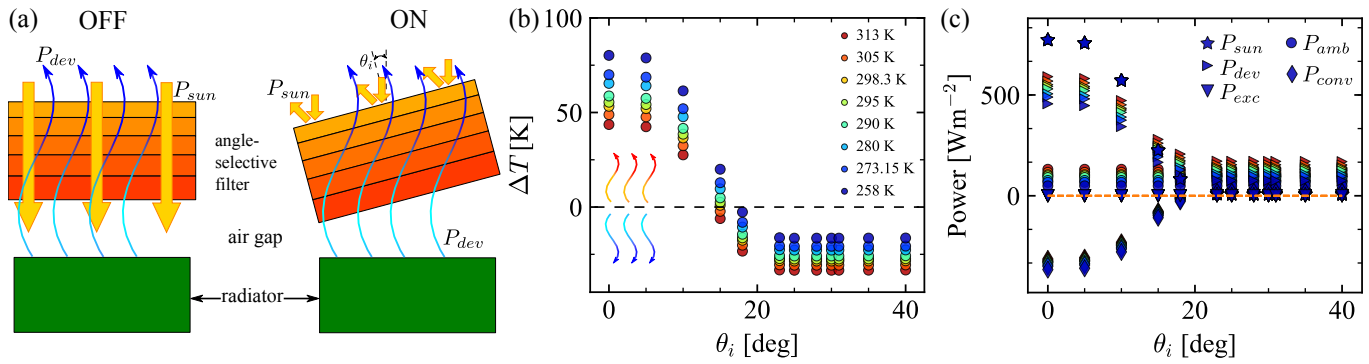 (a)
OFF
ON
P_dev
P_sun
θ_i
P_sun
angle-
selective
filter
air gap
P_dev
radiator
(b)
100
50
0
ΔT [K]
0
20
40
θ_i [deg]
313 K
305 K
298.3 K
295 K
290 K
280 K
273.15 K
258 K
(c)
500
0
Power [Wm⁻²]
0
10
20
30
40
θ_i [deg]
P_sun
P_dev
P_exc
P_amb
P_conv